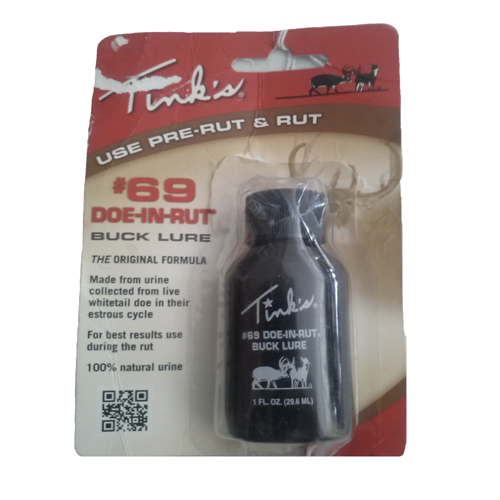 Tink's®
USE PRE-RUT & RUT
#69
DOE-IN-RUT®
BUCK LURE
THE ORIGINAL FORMULA
Made from urine
collected from live
whitetail doe in their
estrous cycle
For best results use
during the rut
100% natural urine
Tink's®
#69 DOE-IN-RUT®
BUCK LURE
1 FL. OZ. (29.6 ML)